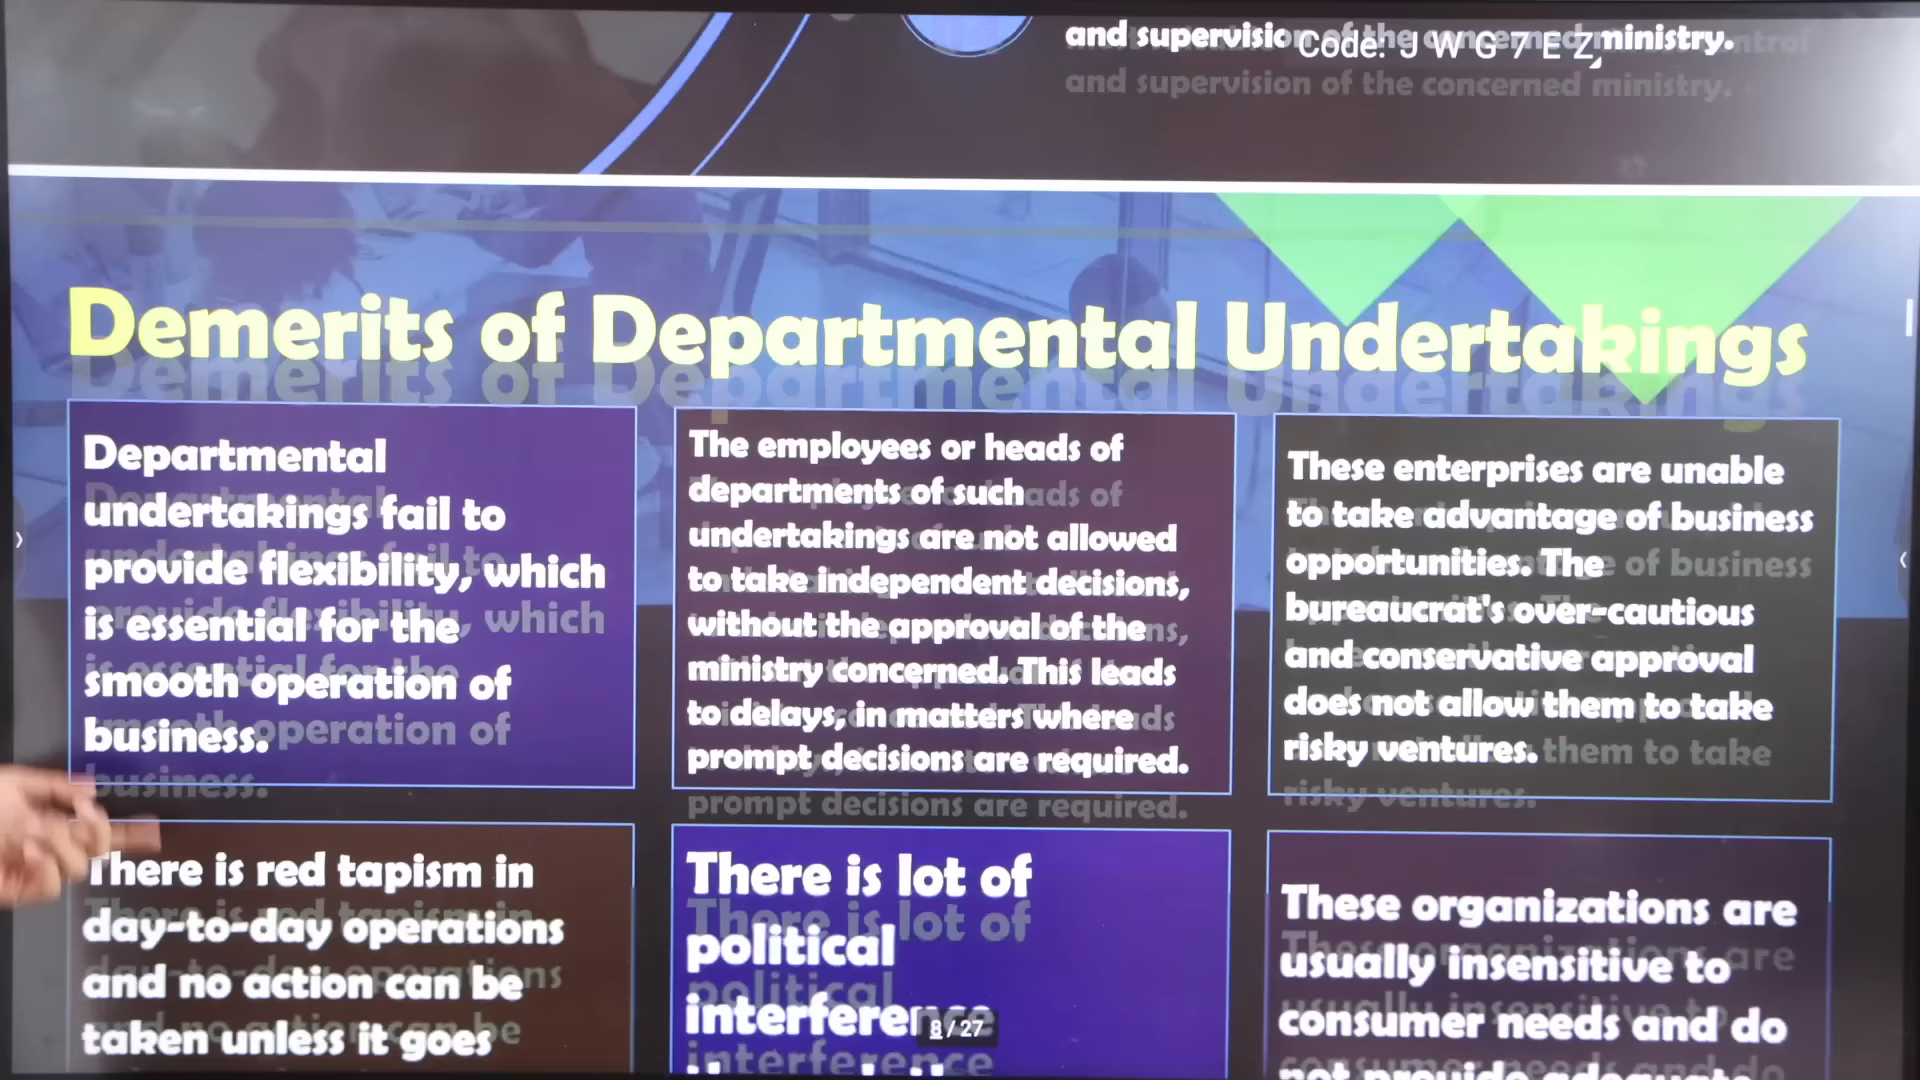 and supervision of the concerned ministry.
Code: J W G 7 E Z
Demerits of Departmental Undertakings
Departmental
undertakings fail to
provide flexibility, which
is essential for the
smooth operation of
business.
The employees or heads of
departments of such
undertakings are not allowed
to take independent decisions,
without the approval of the
ministry concerned. This leads
to delays, in matters where
prompt decisions are required.
These enterprises are unable
to take advantage of business
opportunities. The
bureaucrat's over-cautious
and conservative approval
does not allow them to take
risky ventures.
There is red tapism in
day-to-day operations
and no action can be
taken unless it goes
There is lot of
political
interference
These organizations are
usually insensitive to
consumer needs and do
not provide adequate
8 / 27